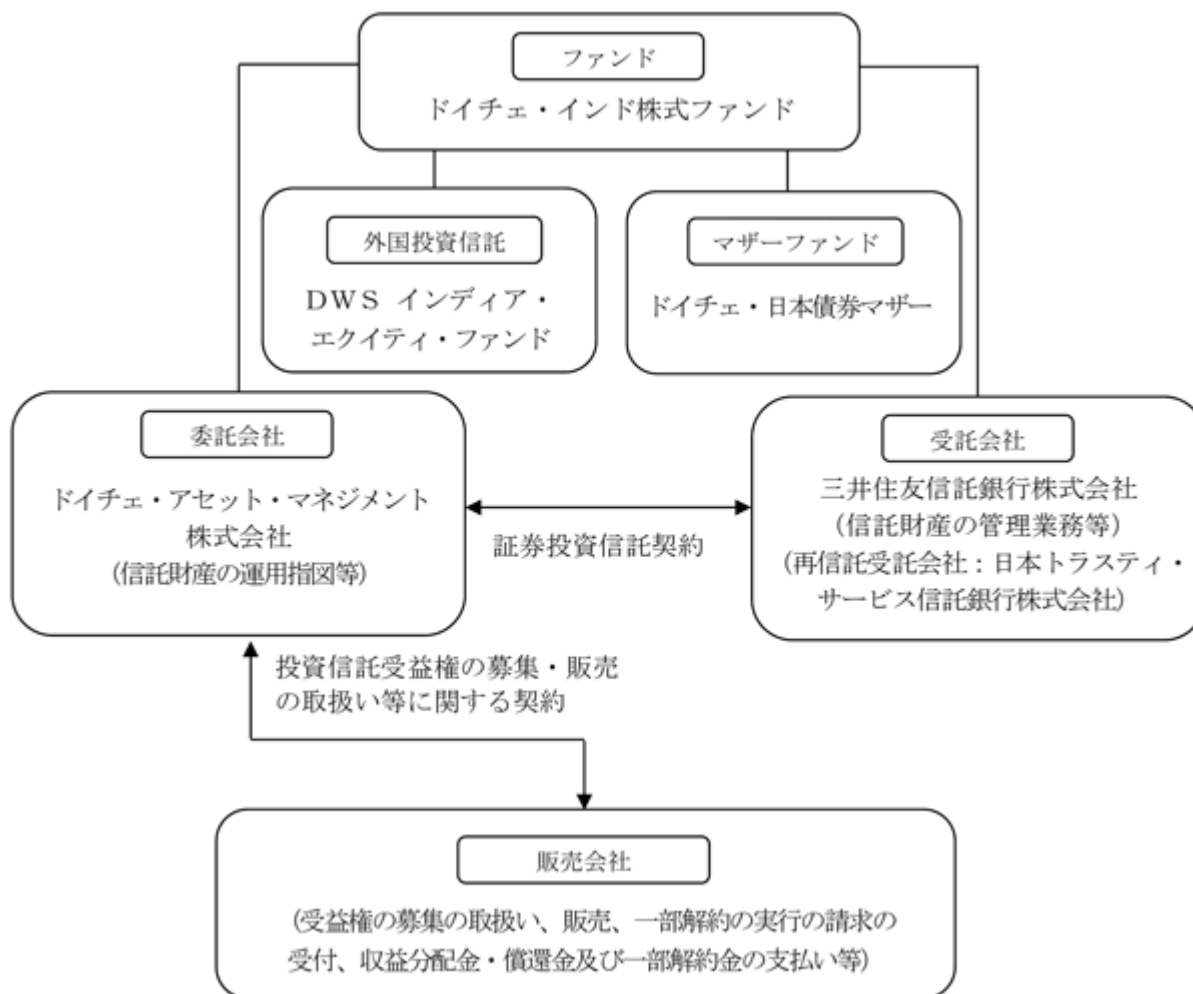 ファンド
ドイチェ・インド株式ファンド
外国投資信託
DWS インディア・
エクイティ・ファンド
マザーファンド
ドイチェ・日本債券マザー
委託会社
ドイチェ・アセット・マネジメント
株式会社
(信託財産の運用指図等)
証券投資信託契約
受託会社
三井住友信託銀行株式会社
(信託財産の管理業務等)
(再信託受託会社:日本トラスティ・
サービス信託銀行株式会社)
投資信託受益権の募集・販売
の取扱い等に関する契約
販売会社
(受益権の募集の取扱い、販売、一部解約の実行の請求の
受付、収益分配金・償還金及び一部解約金の支払い等)